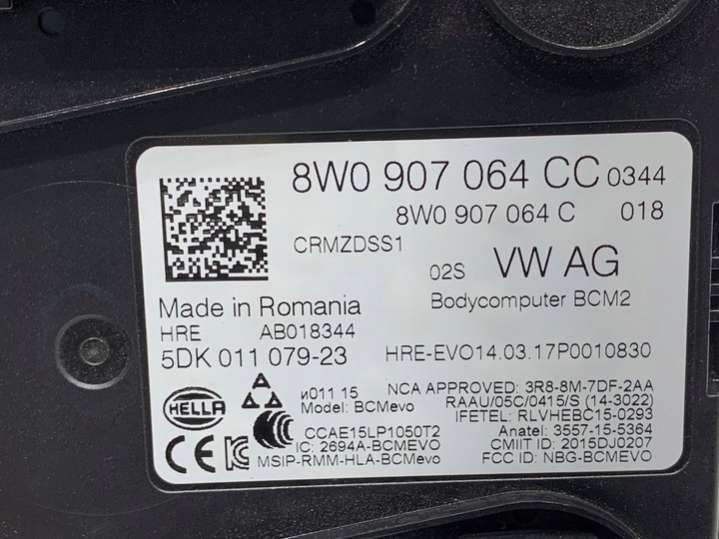 8W0 907 064 CC 0344
8W0 907 064 C 018
CRMZDSS1
02S VW AG
Bodycomputer BCM2
Made in Romania
HRE AB018344
5DK 011 079-23 HRE-EVO14.03.17P0010830
HELLA
и011 15 NCA APPROVED: 3R8-8M-7DF-2AA
Model: BCMevo RAAU/05C/0415/S (14-3022)
IFETEL: RLVHEBC15-0293
CCAE15LP1050T2 Anatel: 3557-15-5364
IC: 2694A-BCMEVO CMIIT ID: 2015DJ0207
MSIP-RMM-HLA-BCMevo FCC ID: NBG-BCMEVO
CE